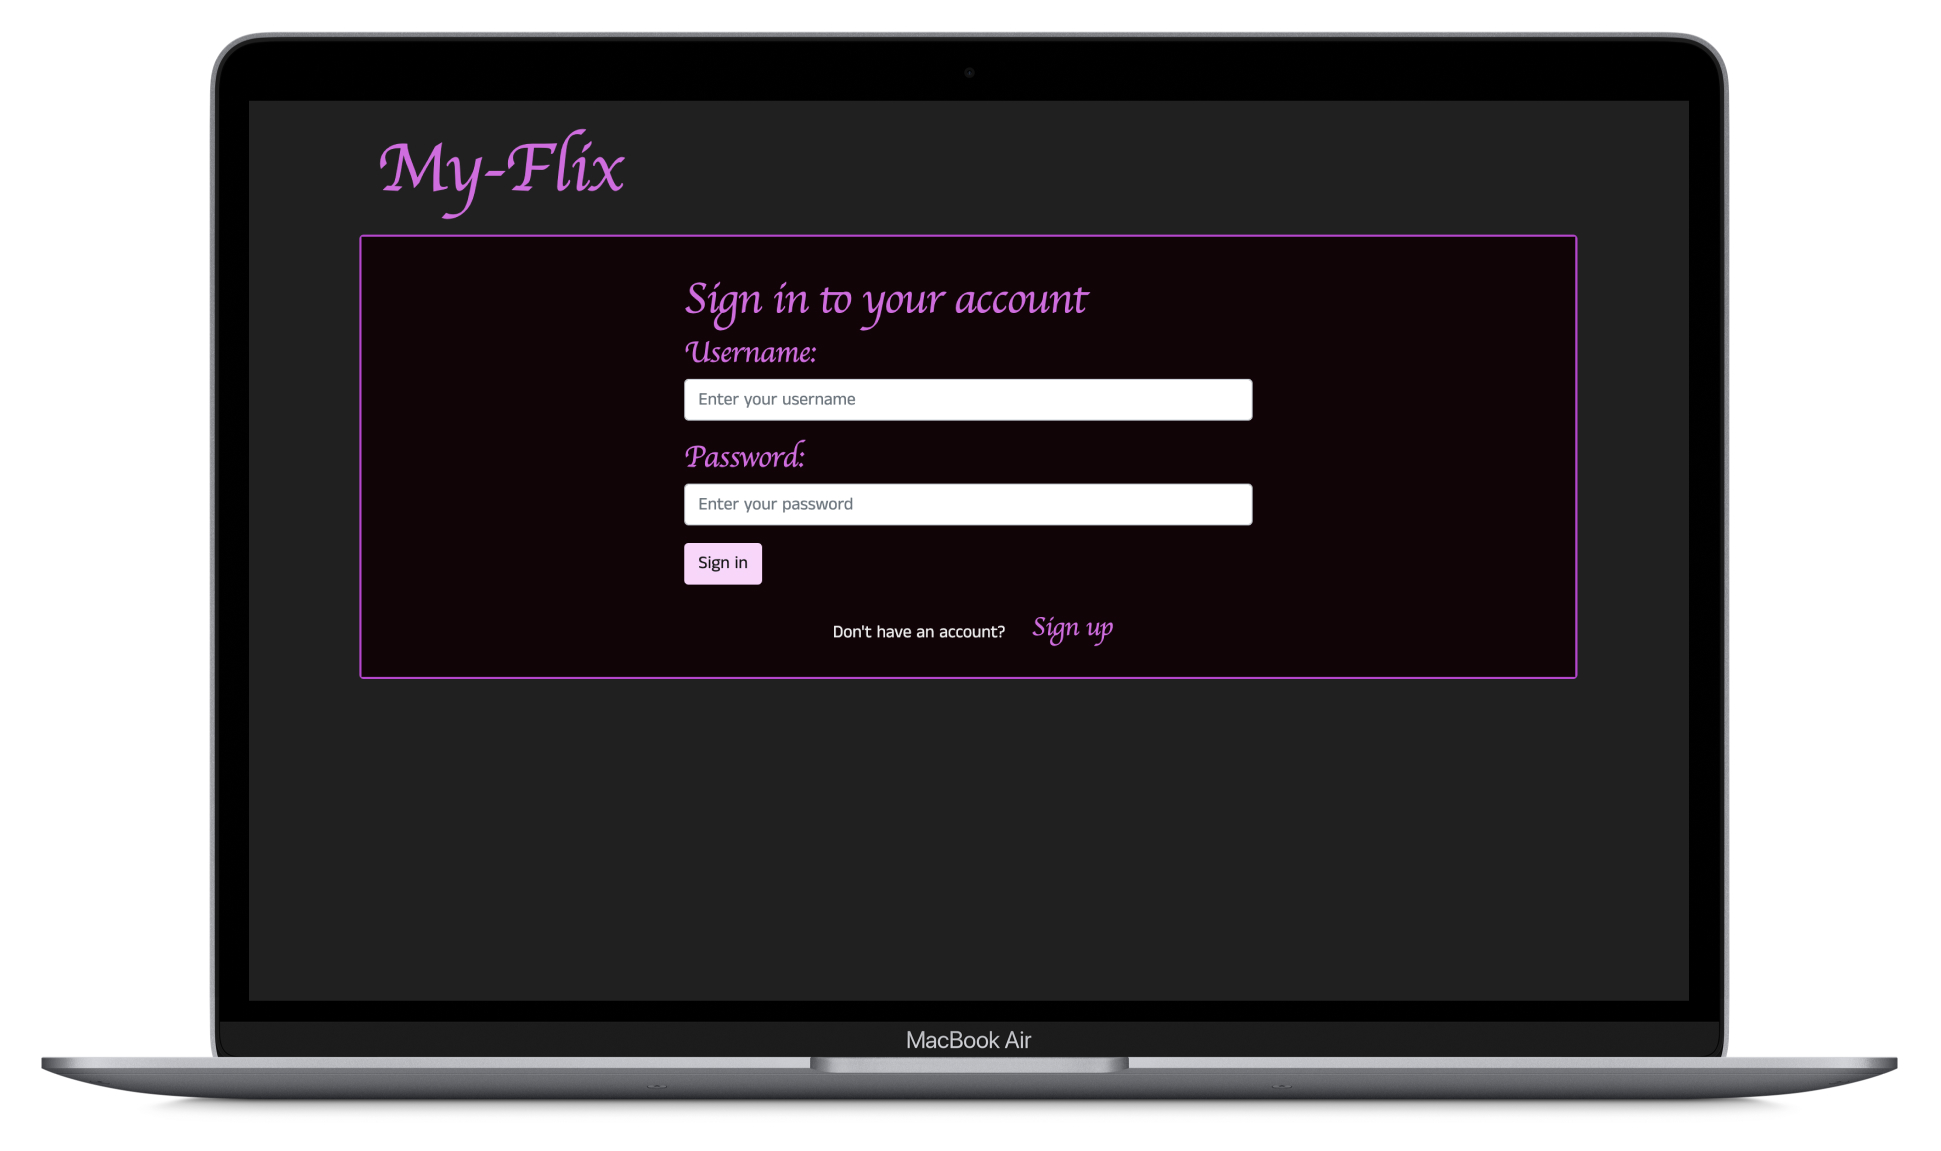 My-Flix
Sign in to your account
Username:
Enter your username
Password:
Enter your password
Sign in
Don't have an account? Sign up
MacBook Air